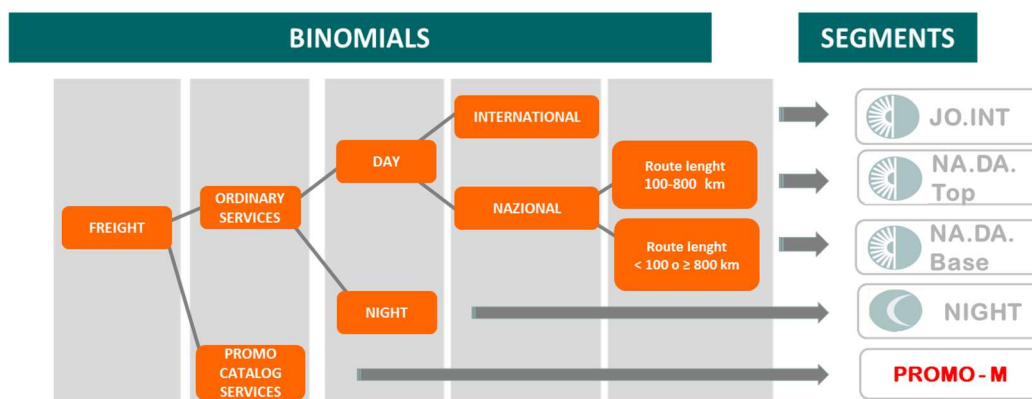 BINOMIALS
SEGMENTS
INTERNATIONAL
JO.INT
DAY
Route lenght
100-800 km
NA.DA.
Top
ORDINARY
SERVICES
NAZIONAL
FREIGHT
Route lenght
< 100 o ≥ 800 km
NA.DA.
Base
NIGHT
NIGHT
PROMO
CATALOG
SERVICES
PROMO - M